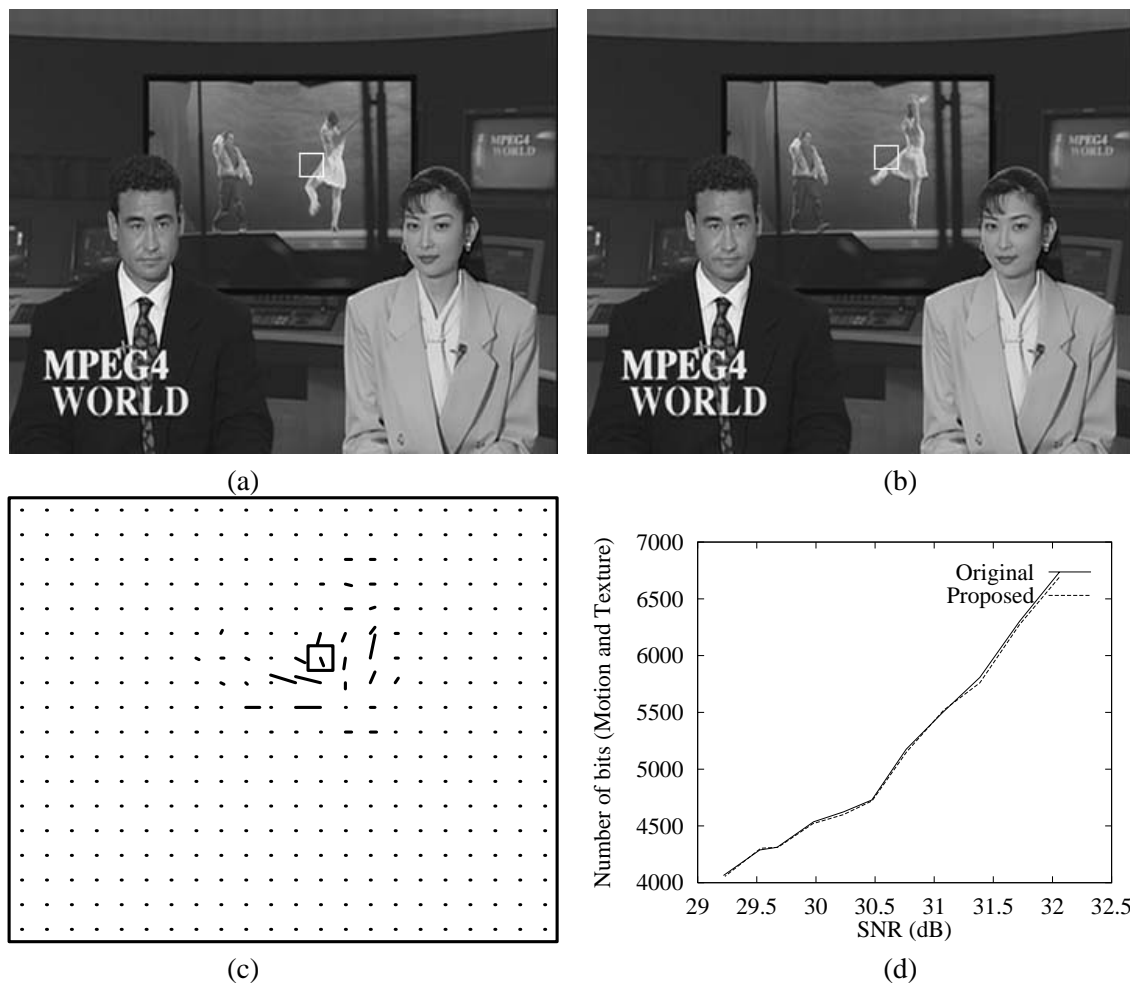 MPEG4
WORLD
MPEG4
WORLD
(a)
MPEG4
WORLD
MPEG4
WORLD
(b)
(c)
Number of bits (Motion and Texture)
7000
6500
6000
5500
5000
4500
4000
Original
Proposed
29
29.5
30
30.5
31
31.5
32
32.5
SNR (dB)
(d)